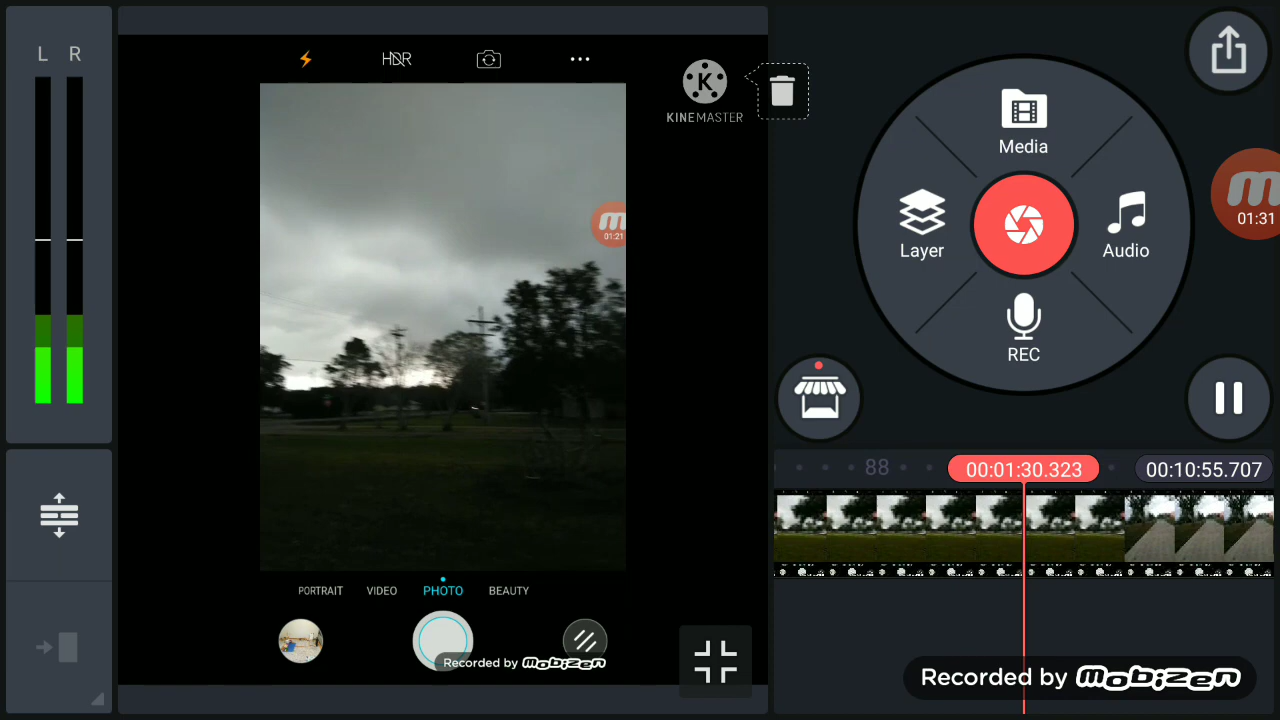 L R
HDR
KINEMASTER
01:21
PORTRAIT VIDEO PHOTO BEAUTY
Recorded by mobizen
Media
Layer
Audio
REC
01:31
88
00:01:30.323
00:10:55.707
Recorded by mobizen